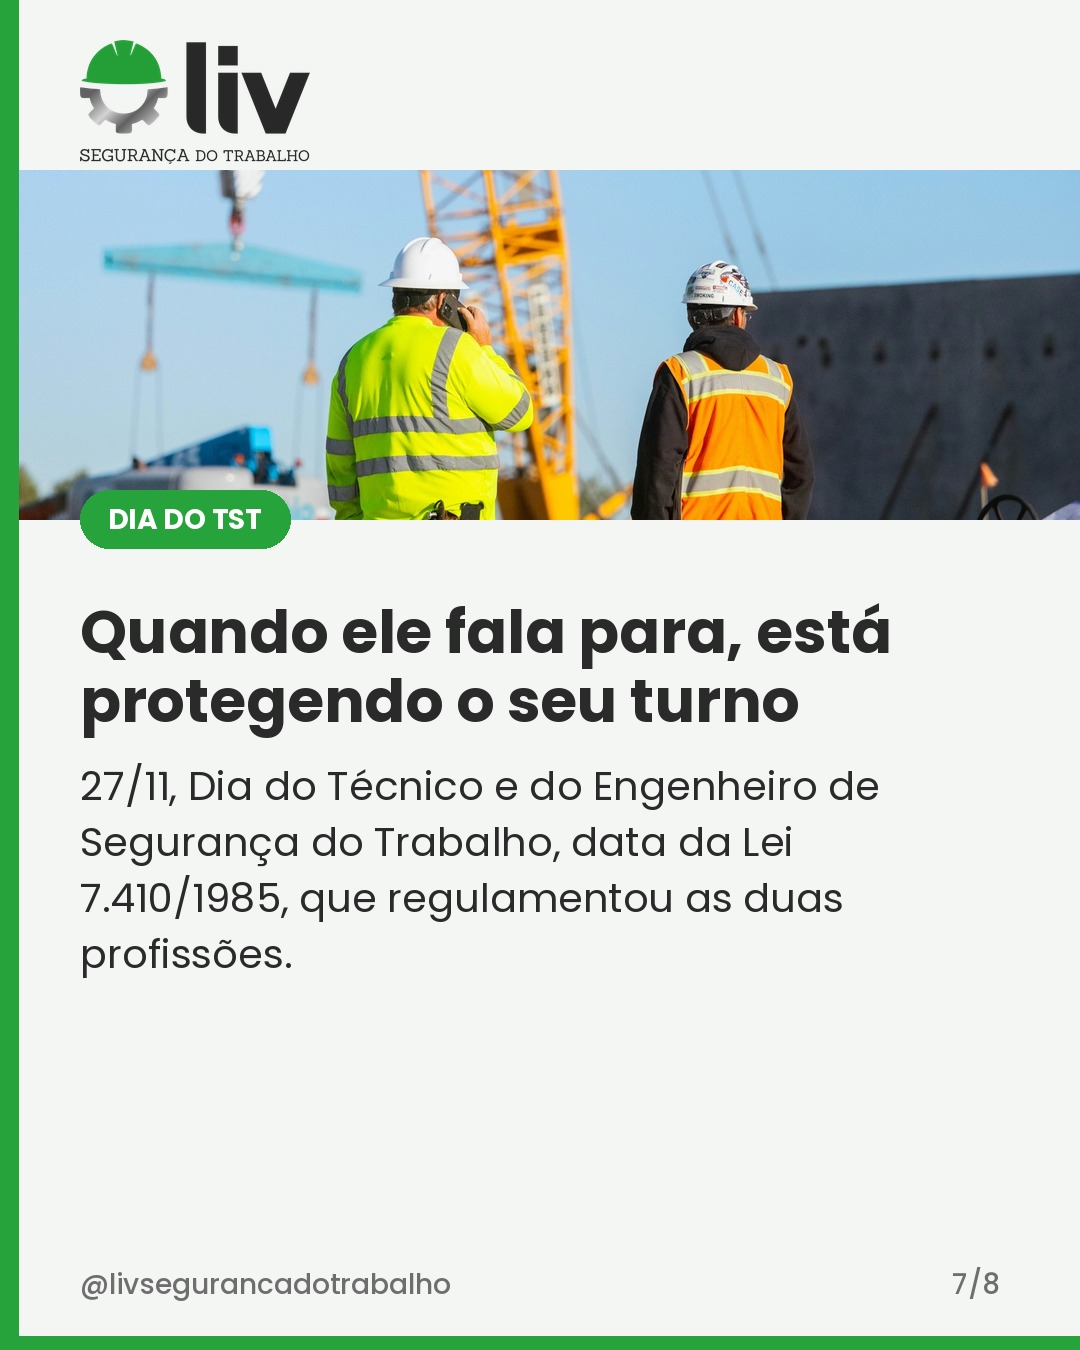 liv
SEGURANÇA DO TRABALHO
DIA DO TST
Quando ele fala para, está
protegendo o seu turno
27/11, Dia do Técnico e do Engenheiro de
Segurança do Trabalho, data da Lei
7.410/1985, que regulamentou as duas
profissões.
@livsegurancadotrabalho
7/8